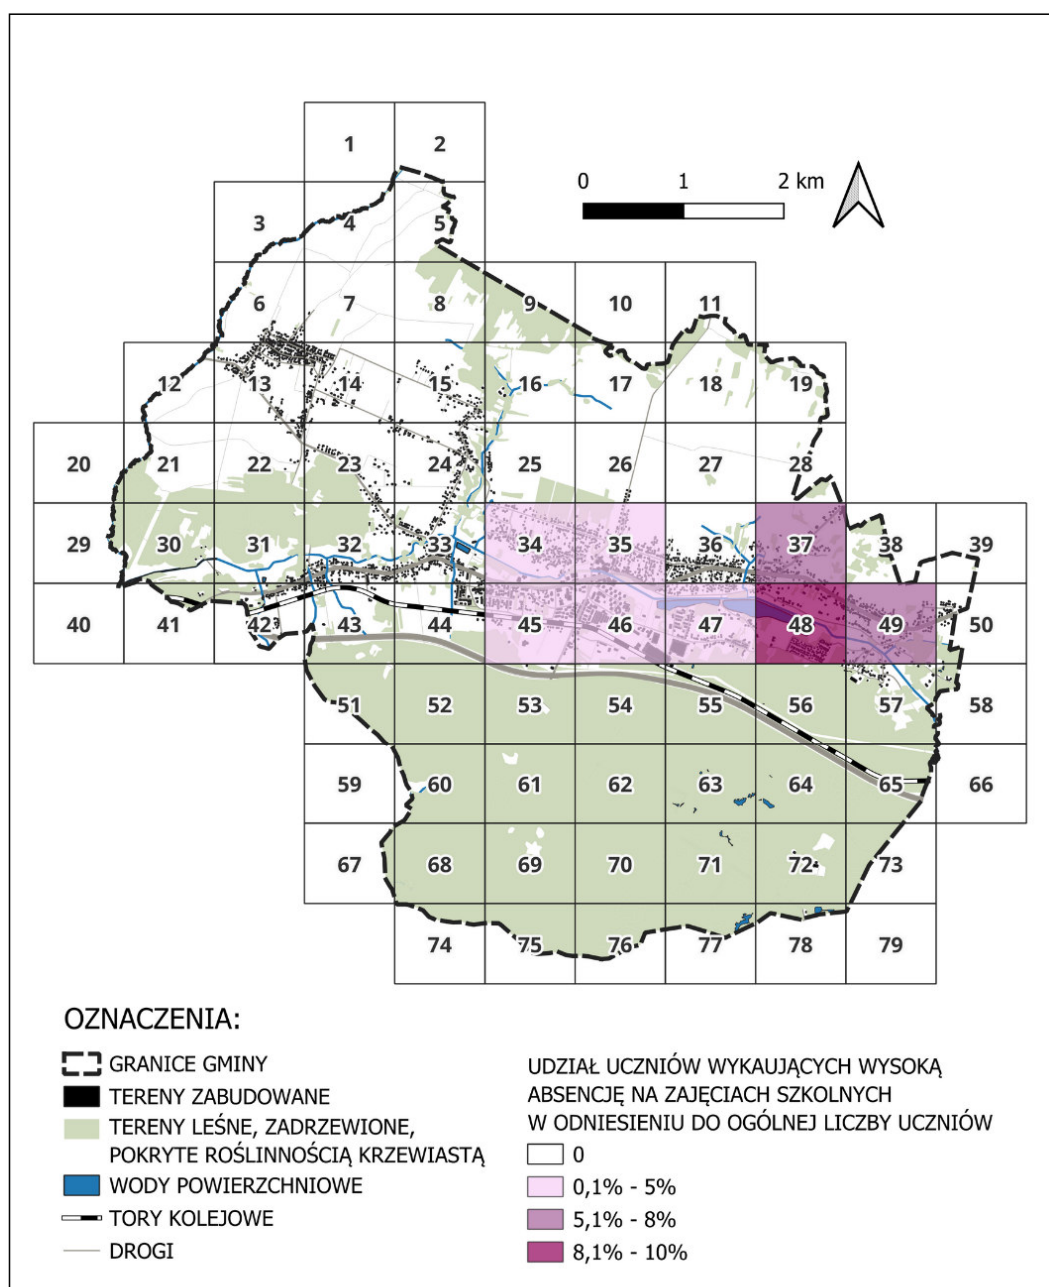 1 2
0 1 2 km
3 4 5
6 7 8 9 10 11
12 13 14 15 16 17 18 19
20 21 22 23 24 25 26 27 28
29 30 31 32 33 34 35 36 37 38 39
40 41 42 43 44 45 46 47 48 49 50
51 52 53 54 55 56 57 58
59 60 61 62 63 64 65 66
67 68 69 70 71 72 73
74 75 76 77 78 79
OZNACZENIA:
GRANICE GMINY
TERENY ZABUDOWANE
TERENY LEŚNE, ZADRZEWIONE,
POKRYTE ROŚLINNOŚCIĄ KRZEWIASTĄ
WODY POWIERZCHNIOWE
TORY KOLEJOWE
DROGI
UDZIAŁ UCZNIÓW WYKAUJĄCYCH WYSOKĄ
ABSENCJĘ NA ZAJĘCIACH SZKOLNYCH
W ODNIESIENIU DO OGÓLNEJ LICZBY UCZNIÓW
0
0,1% - 5%
5,1% - 8%
8,1% - 10%